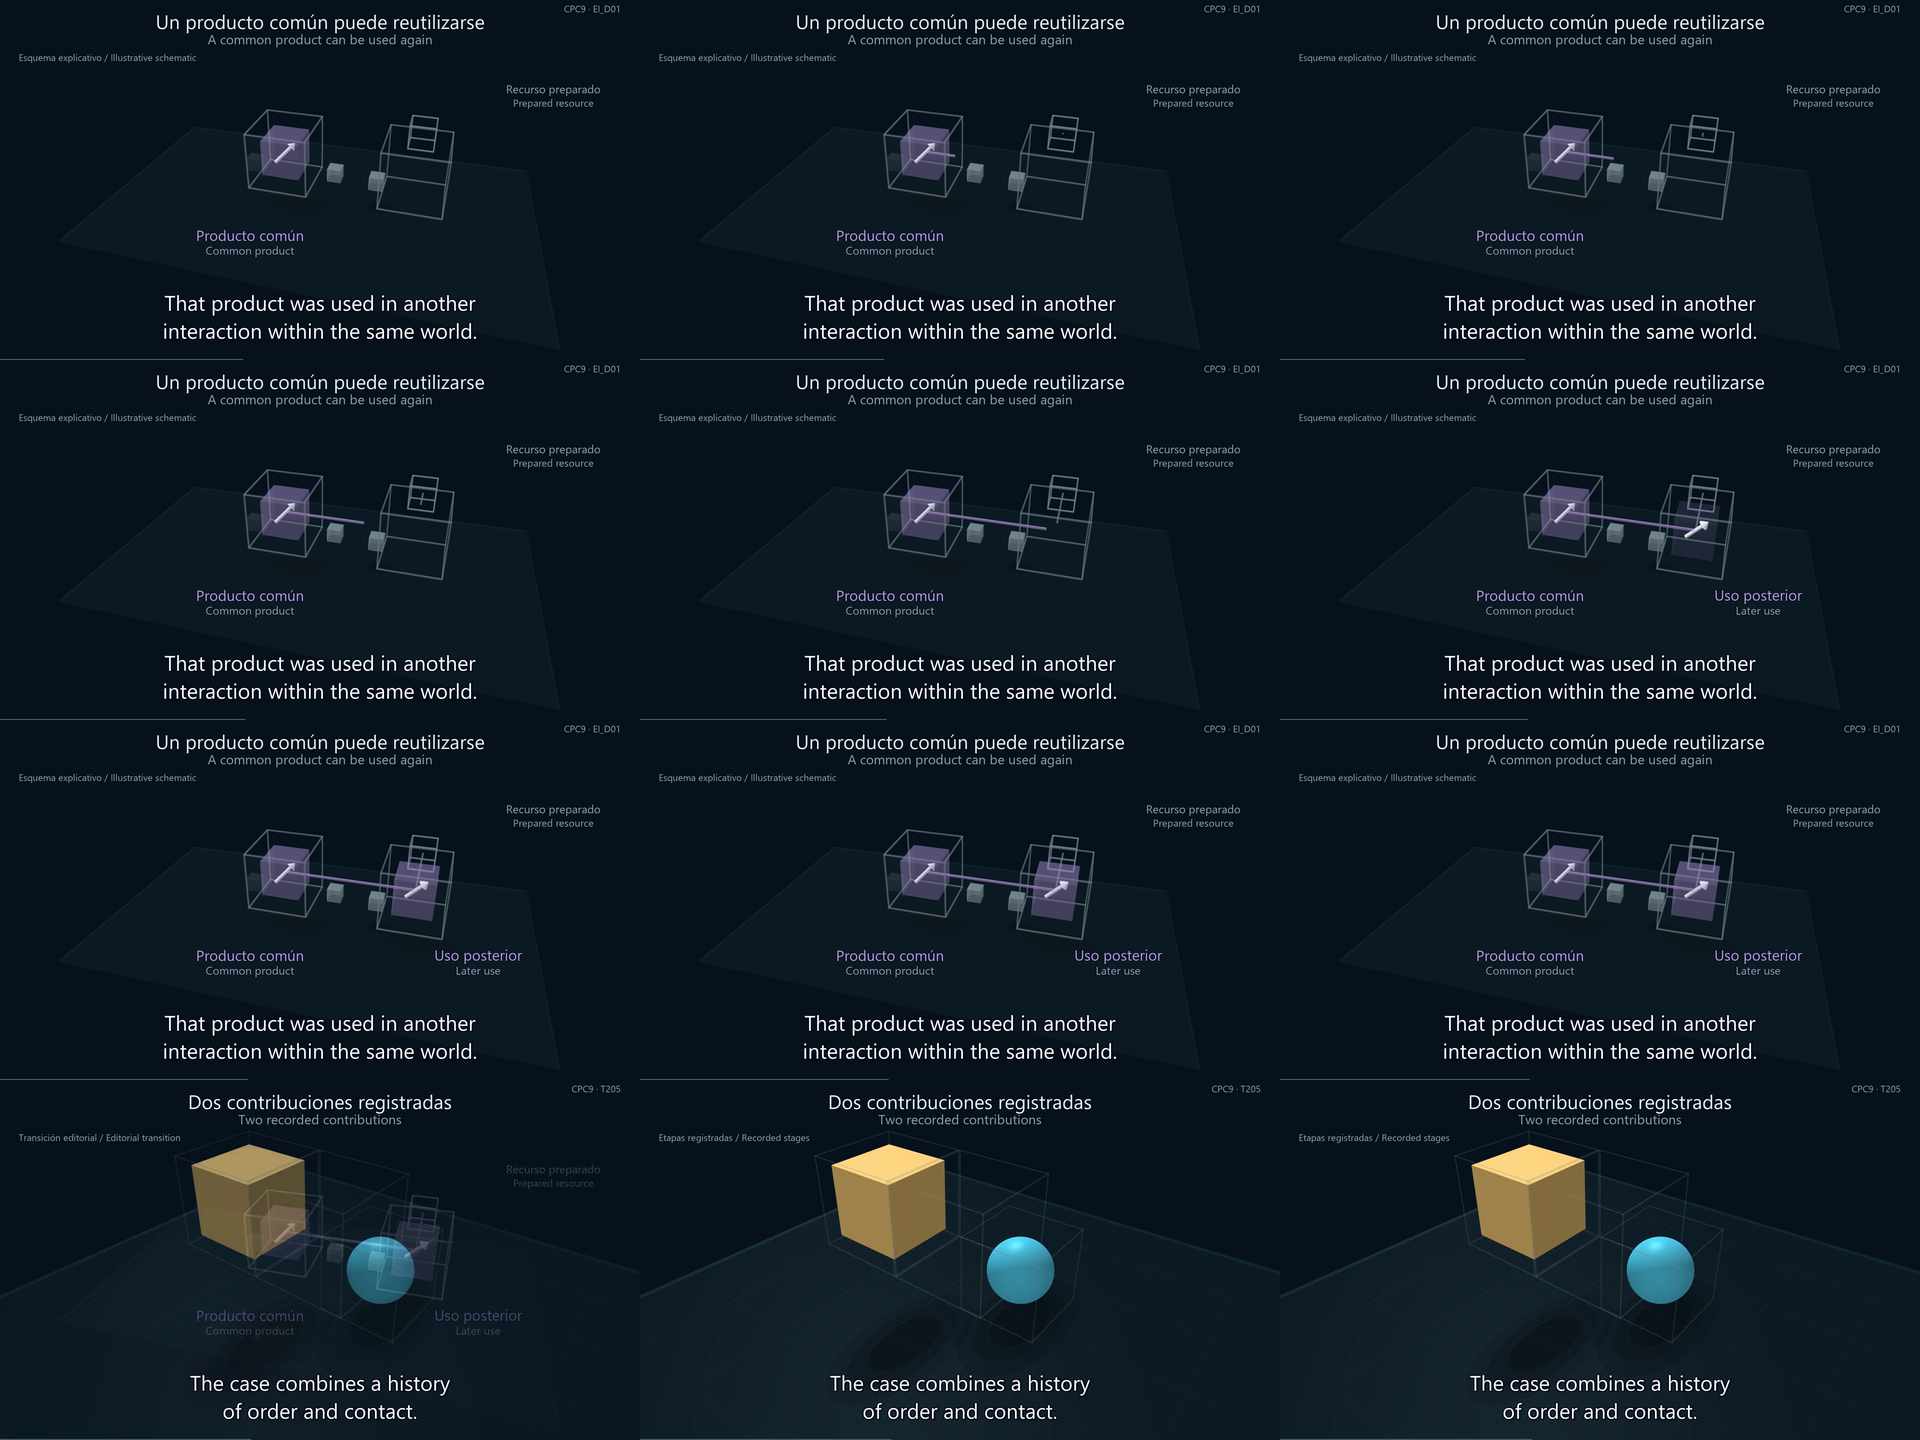 CPC9 · EI_D01
Un producto común puede reutilizarse
A common product can be used again
Esquema explicativo / Illustrative schematic
Recurso preparado
Prepared resource
Producto común
Common product
That product was used in another
interaction within the same world.
CPC9 · EI_D01
Un producto común puede reutilizarse
A common product can be used again
Esquema explicativo / Illustrative schematic
Recurso preparado
Prepared resource
Producto común
Common product
That product was used in another
interaction within the same world.
CPC9 · EI_D01
Un producto común puede reutilizarse
A common product can be used again
Esquema explicativo / Illustrative schematic
Recurso preparado
Prepared resource
Producto común
Common product
That product was used in another
interaction within the same world.
CPC9 · EI_D01
Un producto común puede reutilizarse
A common product can be used again
Esquema explicativo / Illustrative schematic
Recurso preparado
Prepared resource
Producto común
Common product
That product was used in another
interaction within the same world.
CPC9 · EI_D01
Un producto común puede reutilizarse
A common product can be used again
Esquema explicativo / Illustrative schematic
Recurso preparado
Prepared resource
Producto común
Common product
That product was used in another
interaction within the same world.
CPC9 · EI_D01
Un producto común puede reutilizarse
A common product can be used again
Esquema explicativo / Illustrative schematic
Recurso preparado
Prepared resource
Producto común
Common product
Uso posterior
Later use
That product was used in another
interaction within the same world.
CPC9 · EI_D01
Un producto común puede reutilizarse
A common product can be used again
Esquema explicativo / Illustrative schematic
Recurso preparado
Prepared resource
Producto común
Common product
Uso posterior
Later use
That product was used in another
interaction within the same world.
CPC9 · EI_D01
Un producto común puede reutilizarse
A common product can be used again
Esquema explicativo / Illustrative schematic
Recurso preparado
Prepared resource
Producto común
Common product
Uso posterior
Later use
That product was used in another
interaction within the same world.
CPC9 · EI_D01
Un producto común puede reutilizarse
A common product can be used again
Esquema explicativo / Illustrative schematic
Recurso preparado
Prepared resource
Producto común
Common product
Uso posterior
Later use
That product was used in another
interaction within the same world.
CPC9 · T205
Dos contribuciones registradas
Two recorded contributions
Transición editorial / Editorial transition
Recurso preparado
Prepared resource
Producto común
Common product
Uso posterior
Later use
The case combines a history
of order and contact.
CPC9 · T205
Dos contribuciones registradas
Two recorded contributions
Etapas registradas / Recorded stages
The case combines a history
of order and contact.
CPC9 · T205
Dos contribuciones registradas
Two recorded contributions
Etapas registradas / Recorded stages
The case combines a history
of order and contact.